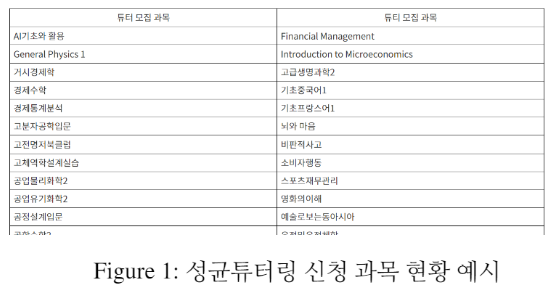 튜터 모집 과목 튜터 모집 과목
AI기초와 활용 Financial Management
General Physics 1 Introduction to Microeconomics
거시경제학 고급생명과학2
경제수학 기초중국어1
경제통계분석 기초프랑스어1
고분자공학입문 뇌와 마음
고전명저북클럽 비판적사고
고체역학설계실습 소비자행동
공업물리화학2 스포츠재무관리
공업유기화학2 영화의이해
공정설계입문 예술로보는동아시아
Figure 1: 성균튜터링 신청 과목 현황 예시